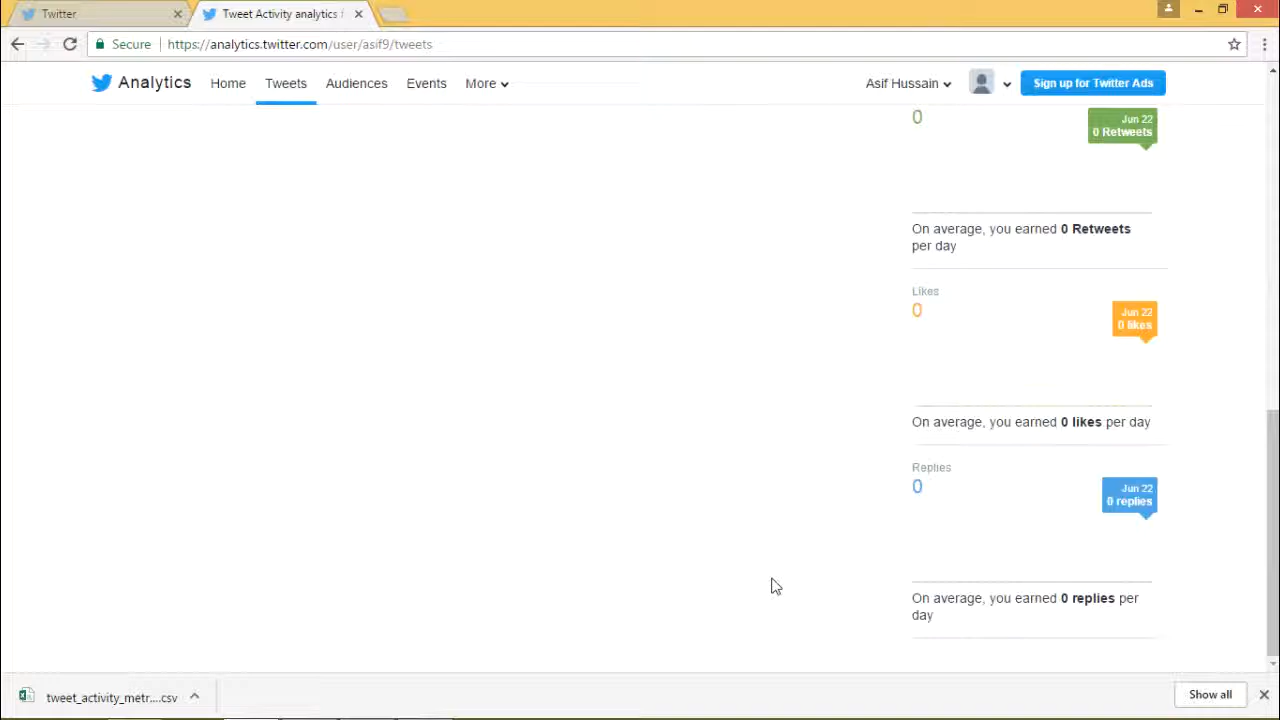 Twitter
Tweet Activity analytics f
Secure https://analytics.twitter.com/user/asif9/tweets
Analytics Home Tweets Audiences Events More Asif Hussain Sign up for Twitter Ads
0
Jun 22
0 Retweets
On average, you earned 0 Retweets
per day
Likes
0
Jun 22
0 likes
On average, you earned 0 likes per day
Replies
0
Jun 22
0 replies
On average, you earned 0 replies per
day
tweet_activity_metr....csv
Show all